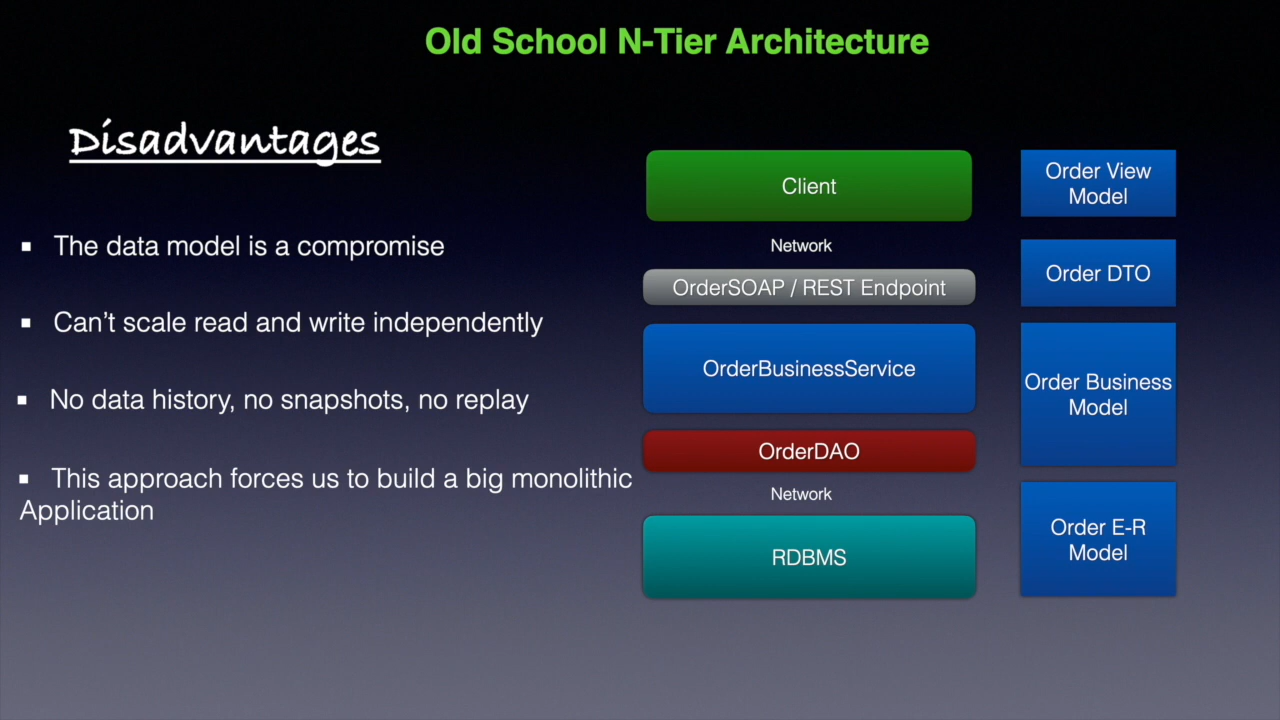 Old School N-Tier Architecture
Disadvantages
▪ The data model is a compromise
▪ Can't scale read and write independently
▪ No data history, no snapshots, no replay
▪ This approach forces us to build a big monolithic
Application
Client
Network
OrderSOAP / REST Endpoint
OrderBusinessService
OrderDAO
Network
RDBMS
Order View
Model
Order DTO
Order Business
Model
Order E-R
Model